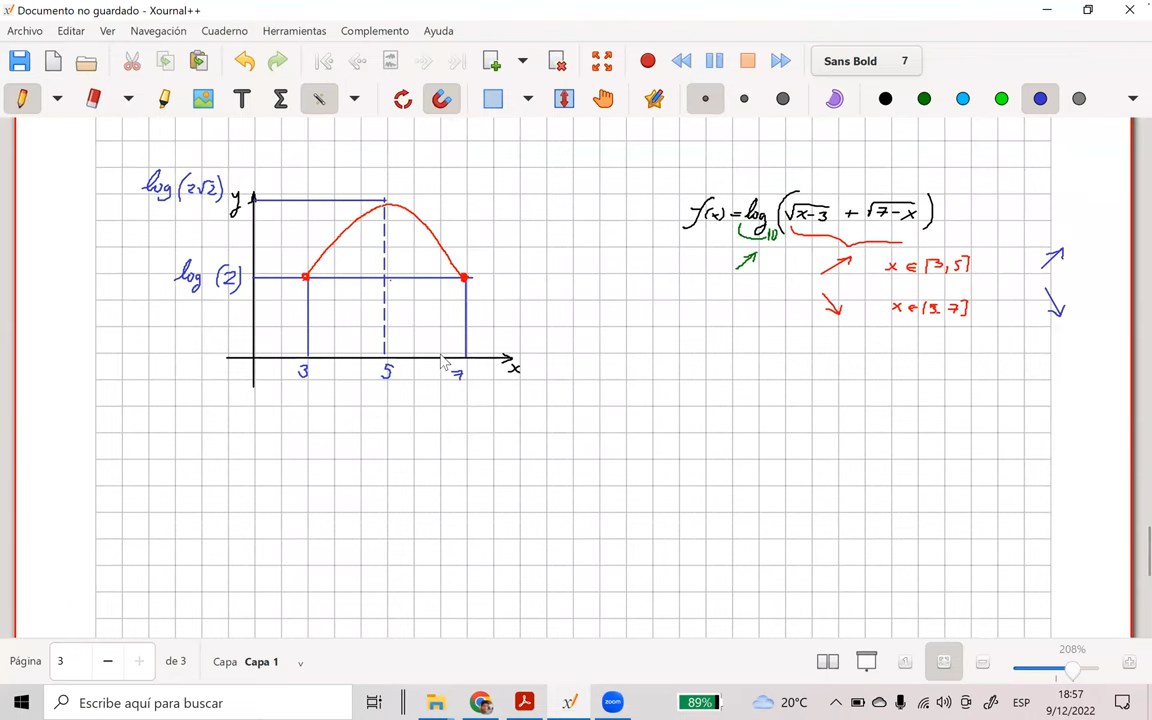 Documento no guardado - Xournal++
Archivo Editar Ver Navegación Cuaderno Herramientas Complemento Ayuda
Sans Bold 7
log (2√2) y
log (2)
3 5 7 x
f(x) = log₁₀ (√x-3 + √7-x)
x ∈ [3, 5]
x ∈ [5, 7]
Página 3 de 3 Capa Capa 1 208%
Escribe aquí para buscar
zoom
89% 20°C ESP 18:57
9/12/2022